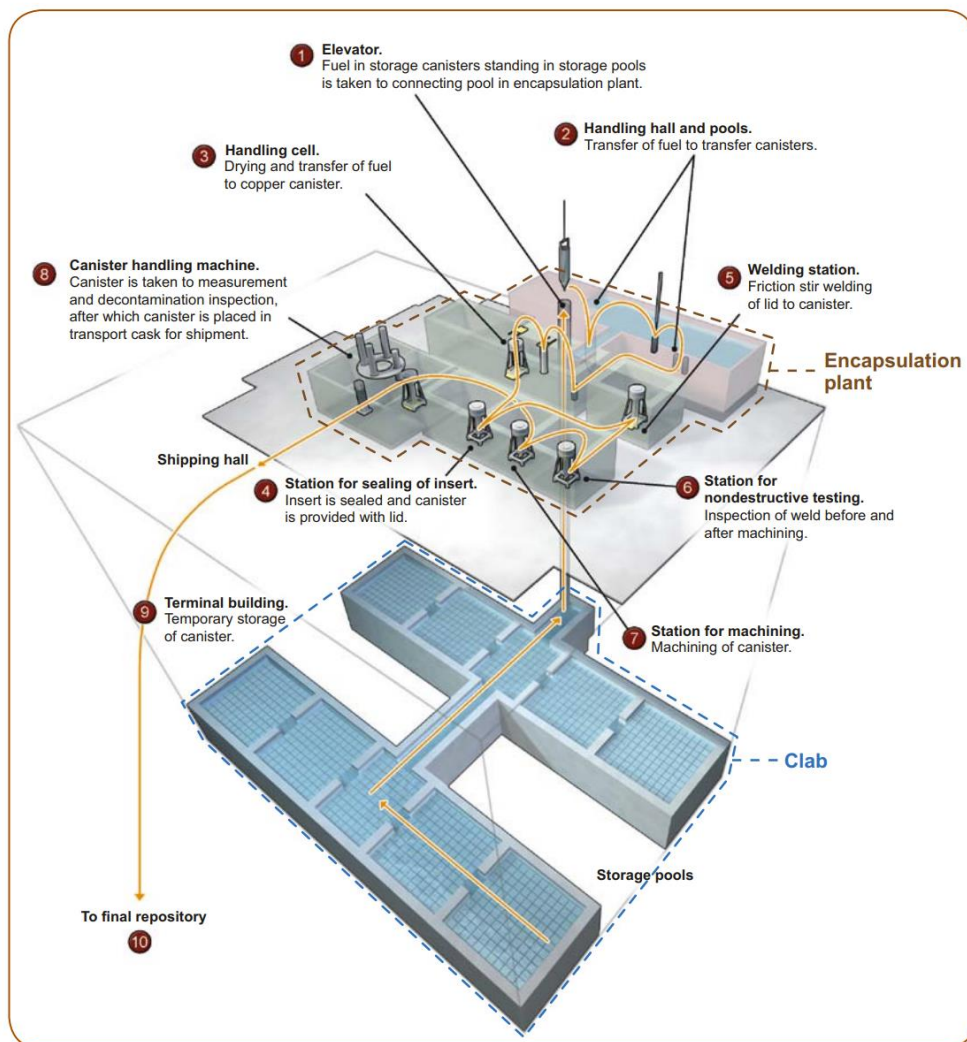 1
Elevator.
Fuel in storage canisters standing in storage pools
is taken to connecting pool in encapsulation plant.
2
Handling hall and pools.
Transfer of fuel to transfer canisters.
3
Handling cell.
Drying and transfer of fuel
to copper canister.
8
Canister handling machine.
Canister is taken to measurement
and decontamination inspection,
after which canister is placed in
transport cask for shipment.
5
Welding station.
Friction stir welding
of lid to canister.
Encapsulation
plant
Shipping hall
4
Station for sealing of insert.
Insert is sealed and canister
is provided with lid.
6
Station for
nondestructive testing.
Inspection of weld before and
after machining.
9
Terminal building.
Temporary storage
of canister.
7
Station for machining.
Machining of canister.
Clab
Storage pools
To final repository
10